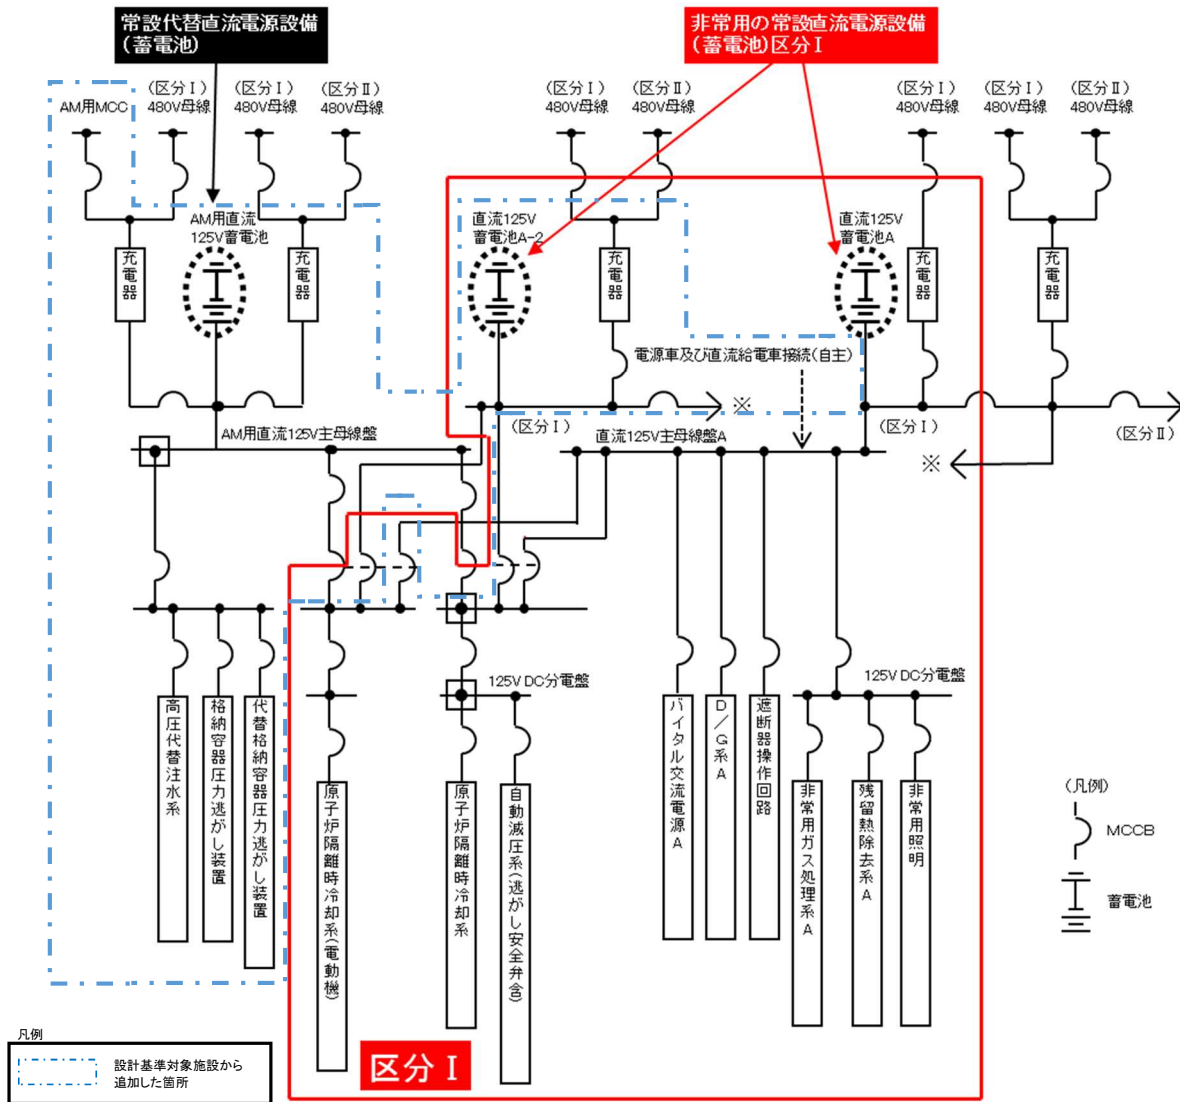 常設代替直流電源設備
(蓄電池)
非常用の常設直流電源設備
(蓄電池)区分Ⅰ
AM用MCC
(区分Ⅰ)
480V母線
(区分Ⅰ)
480V母線
(区分Ⅱ)
480V母線
(区分Ⅰ)
480V母線
(区分Ⅱ)
480V母線
(区分Ⅰ)
480V母線
(区分Ⅰ)
480V母線
(区分Ⅱ)
480V母線
充電器
AM用直流
125V蓄電池
充電器
直流125V
蓄電池A-2
充電器
直流125V
蓄電池A
充電器
充電器
電源車及び直流給電車接続(自主)
※
(区分Ⅰ)
(区分Ⅰ)
(区分Ⅱ)
AM用直流125V主母線盤
直流125V主母線盤A
※
125V DC分電盤
125V DC分電盤
高圧代替注水系
格納容器圧力逃がし装置
代替格納容器圧力逃がし装置
原子炉隔離時冷却系(電動機)
原子炉隔離時冷却系
自動減圧系(逃がし安全弁含)
バイタル交流電源A
D/G系A
遮断器操作回路
非常用ガス処理系A
残留熱除去系A
非常用照明
(凡例)
MCCB
蓄電池
区分Ⅰ
凡例
設計基準対象施設から
追加した箇所